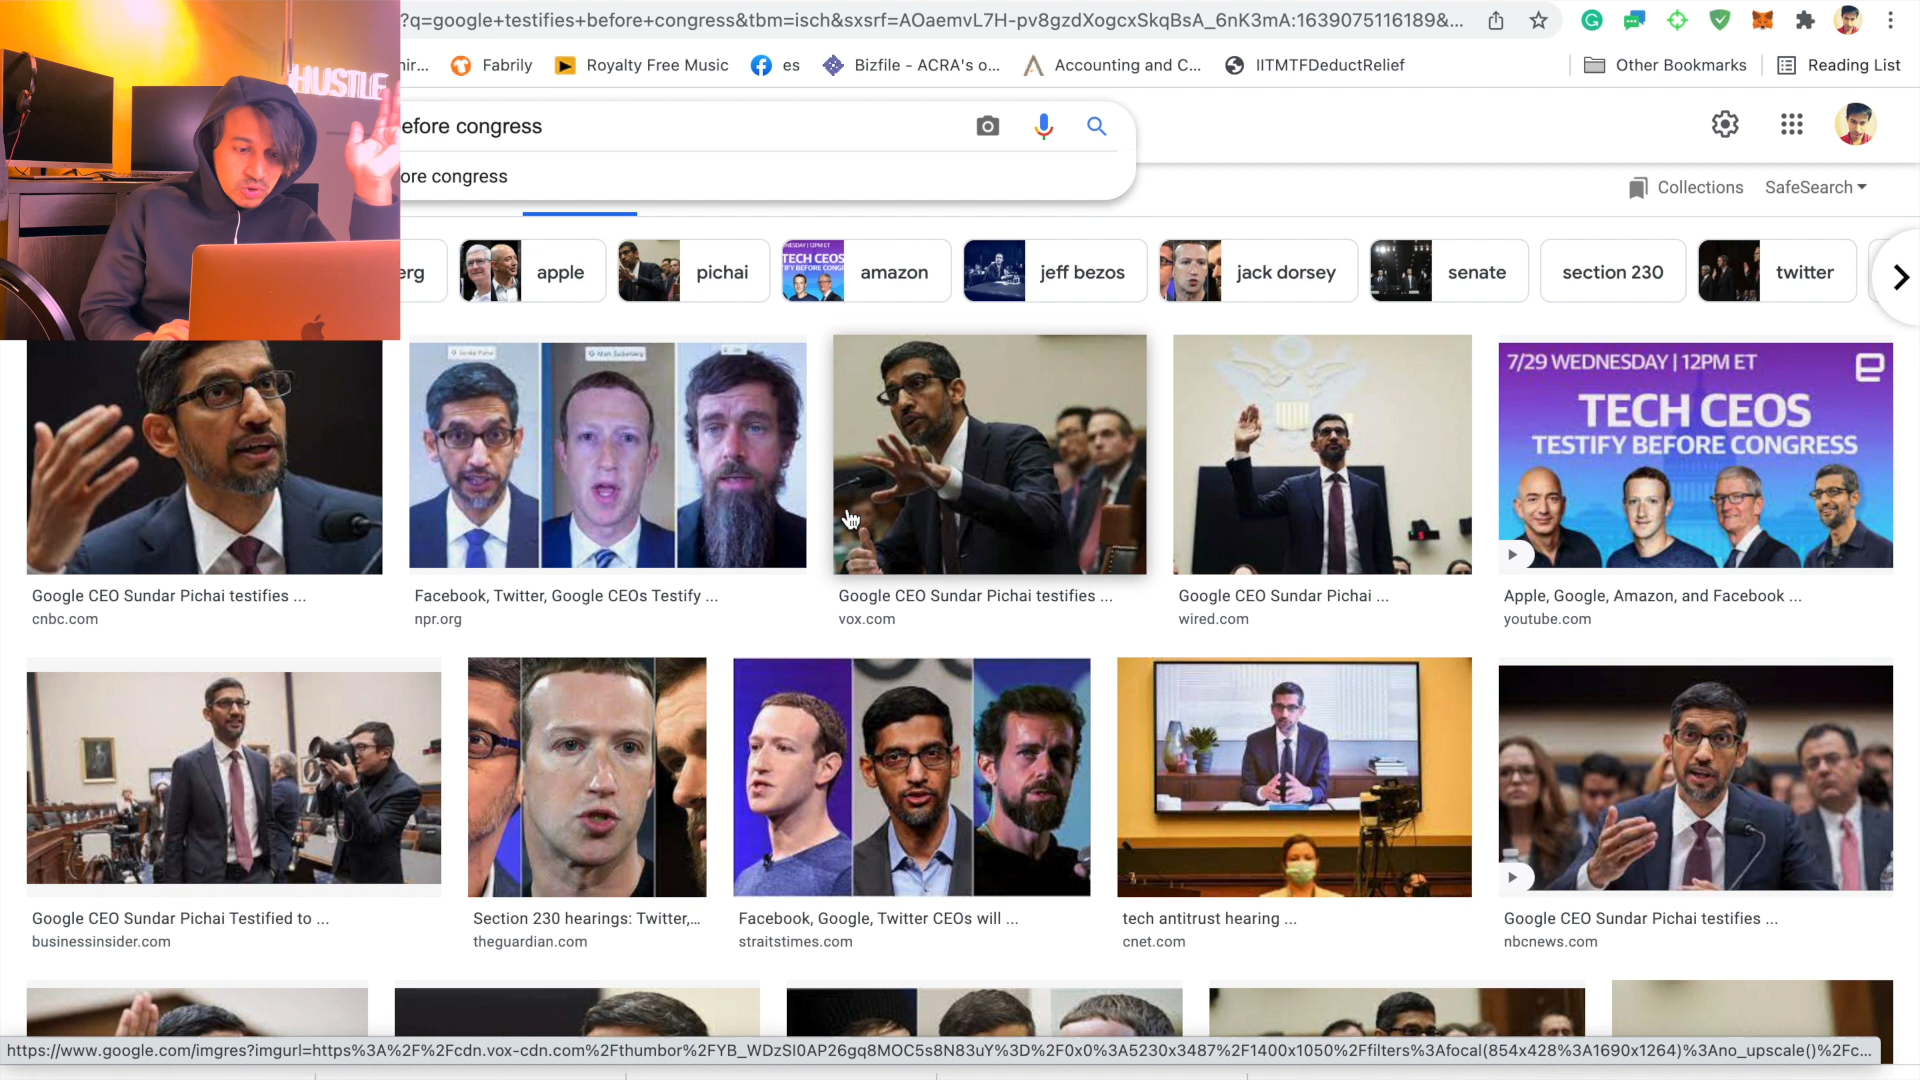 ?q=google+testifies+before+congress&tbm=isch&sxsrf=AOaemvL7H-pv8gzdXogcxSkqBsA_6nK3mA:1639075116189&...
HUSTLE
nir... Fabrily Royalty Free Music es Bizfile - ACRA's o... Accounting and C... IITMTFDeductRelief Other Bookmarks Reading List
efore congress
ore congress
Collections SafeSearch
erg apple pichai amazon jeff bezos jack dorsey senate section 230 twitter
TECH CEOS
7/29 WEDNESDAY | 12PM ET
TECH CEOS
TESTIFY BEFORE CONGRESS
Google CEO Sundar Pichai testifies ...
cnbc.com
Facebook, Twitter, Google CEOs Testify ...
npr.org
Google CEO Sundar Pichai testifies ...
vox.com
Google CEO Sundar Pichai ...
wired.com
Apple, Google, Amazon, and Facebook ...
youtube.com
Google CEO Sundar Pichai Testified to ...
businessinsider.com
Section 230 hearings: Twitter,...
theguardian.com
Facebook, Google, Twitter CEOs will ...
straitstimes.com
tech antitrust hearing ...
cnet.com
Google CEO Sundar Pichai testifies ...
nbcnews.com
https://www.google.com/imgres?imgurl=https%3A%2F%2Fcdn.vox-cdn.com%2Fthumbor%2FYB_WDzSI0AP26gq8MOC5s8N83uY%3D%2F0x0%3A5230x3487%2F1400x1050%2Ffilters%3Afocal(854x428%3A1690x1264)%3Ano_upscale()%2Fc...